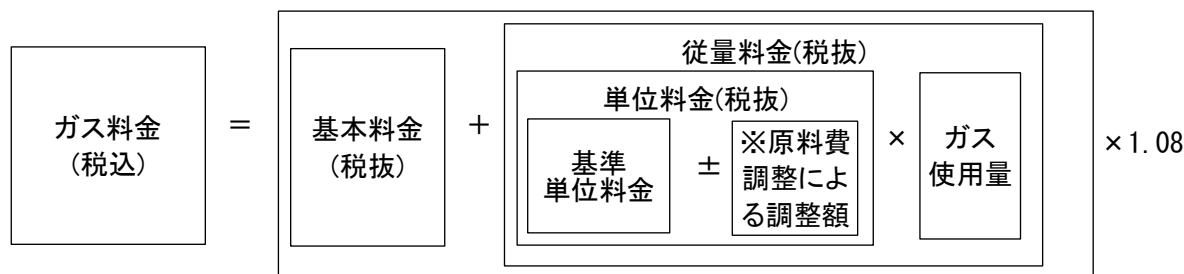 ガス料金
(税込)
=
基本料金
(税抜)
+
従量料金(税抜)
単位料金(税抜)
基準
単位料金
±
※原料費
調整によ
る調整額
×
ガス
使用量
×1.08